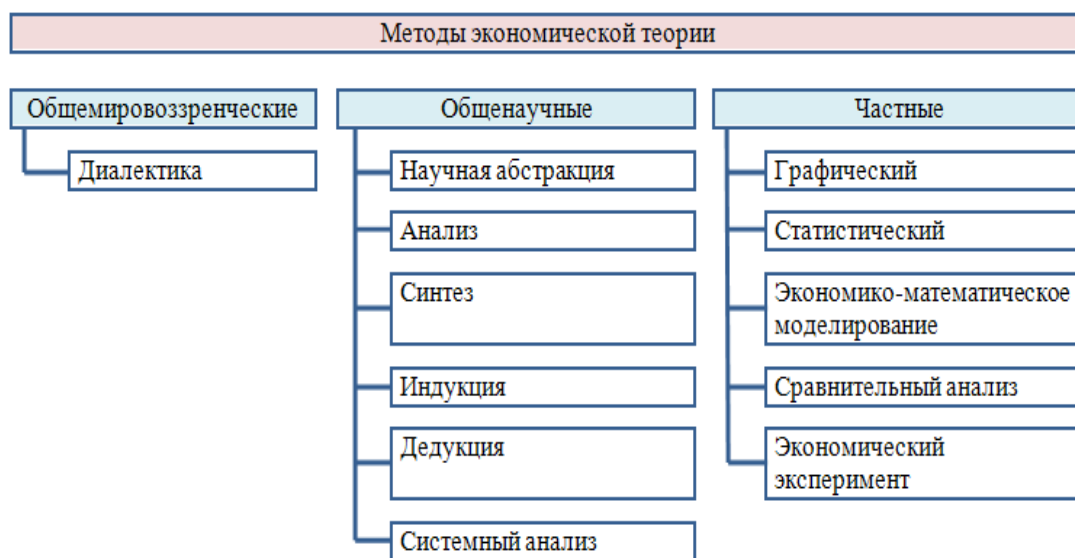 Методы экономической теории
Общемировоззренческие
Диалектика
Общенаучные
Научная абстракция
Анализ
Синтез
Индукция
Дедукция
Системный анализ
Частные
Графический
Статистический
Экономико-математическое
моделирование
Сравнительный анализ
Экономический
эксперимент